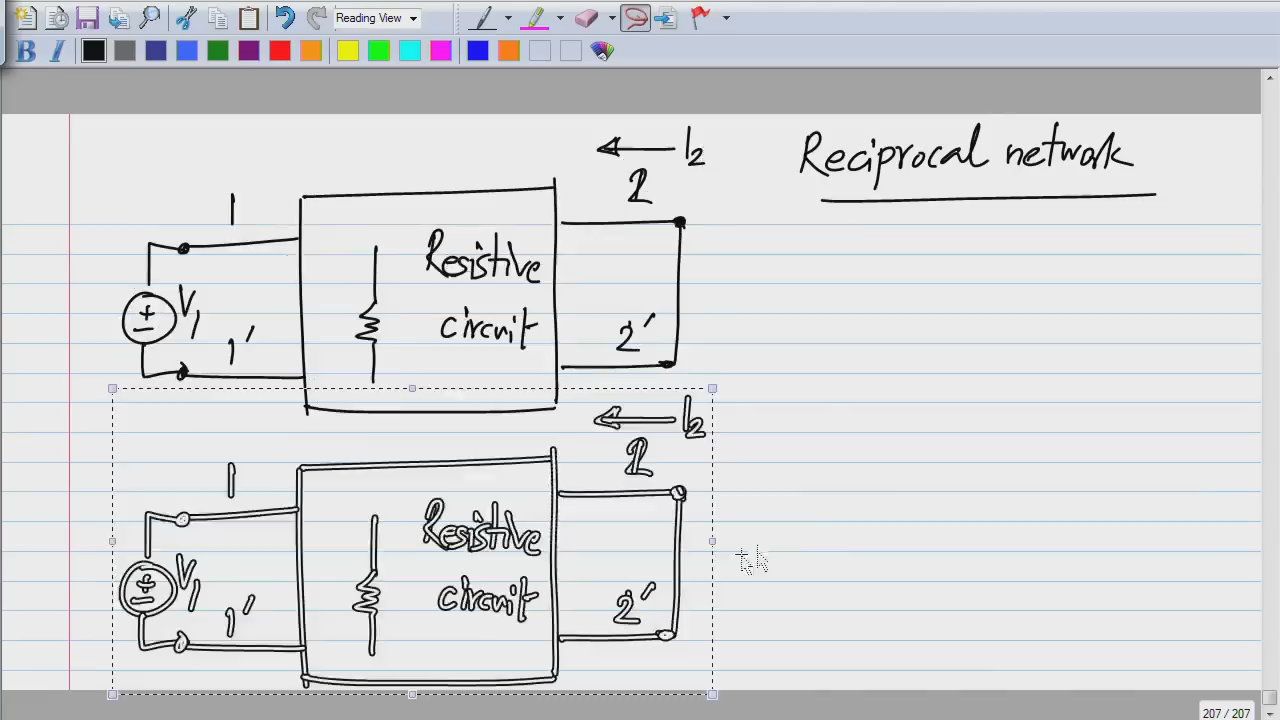 Reading View
B I
I₂
Reciprocal network
2
1
Resistive
+
V₁
circuit
1'
2'
I₂
2
1
Resistive
+
V₁
circuit
1'
2'
207 / 207